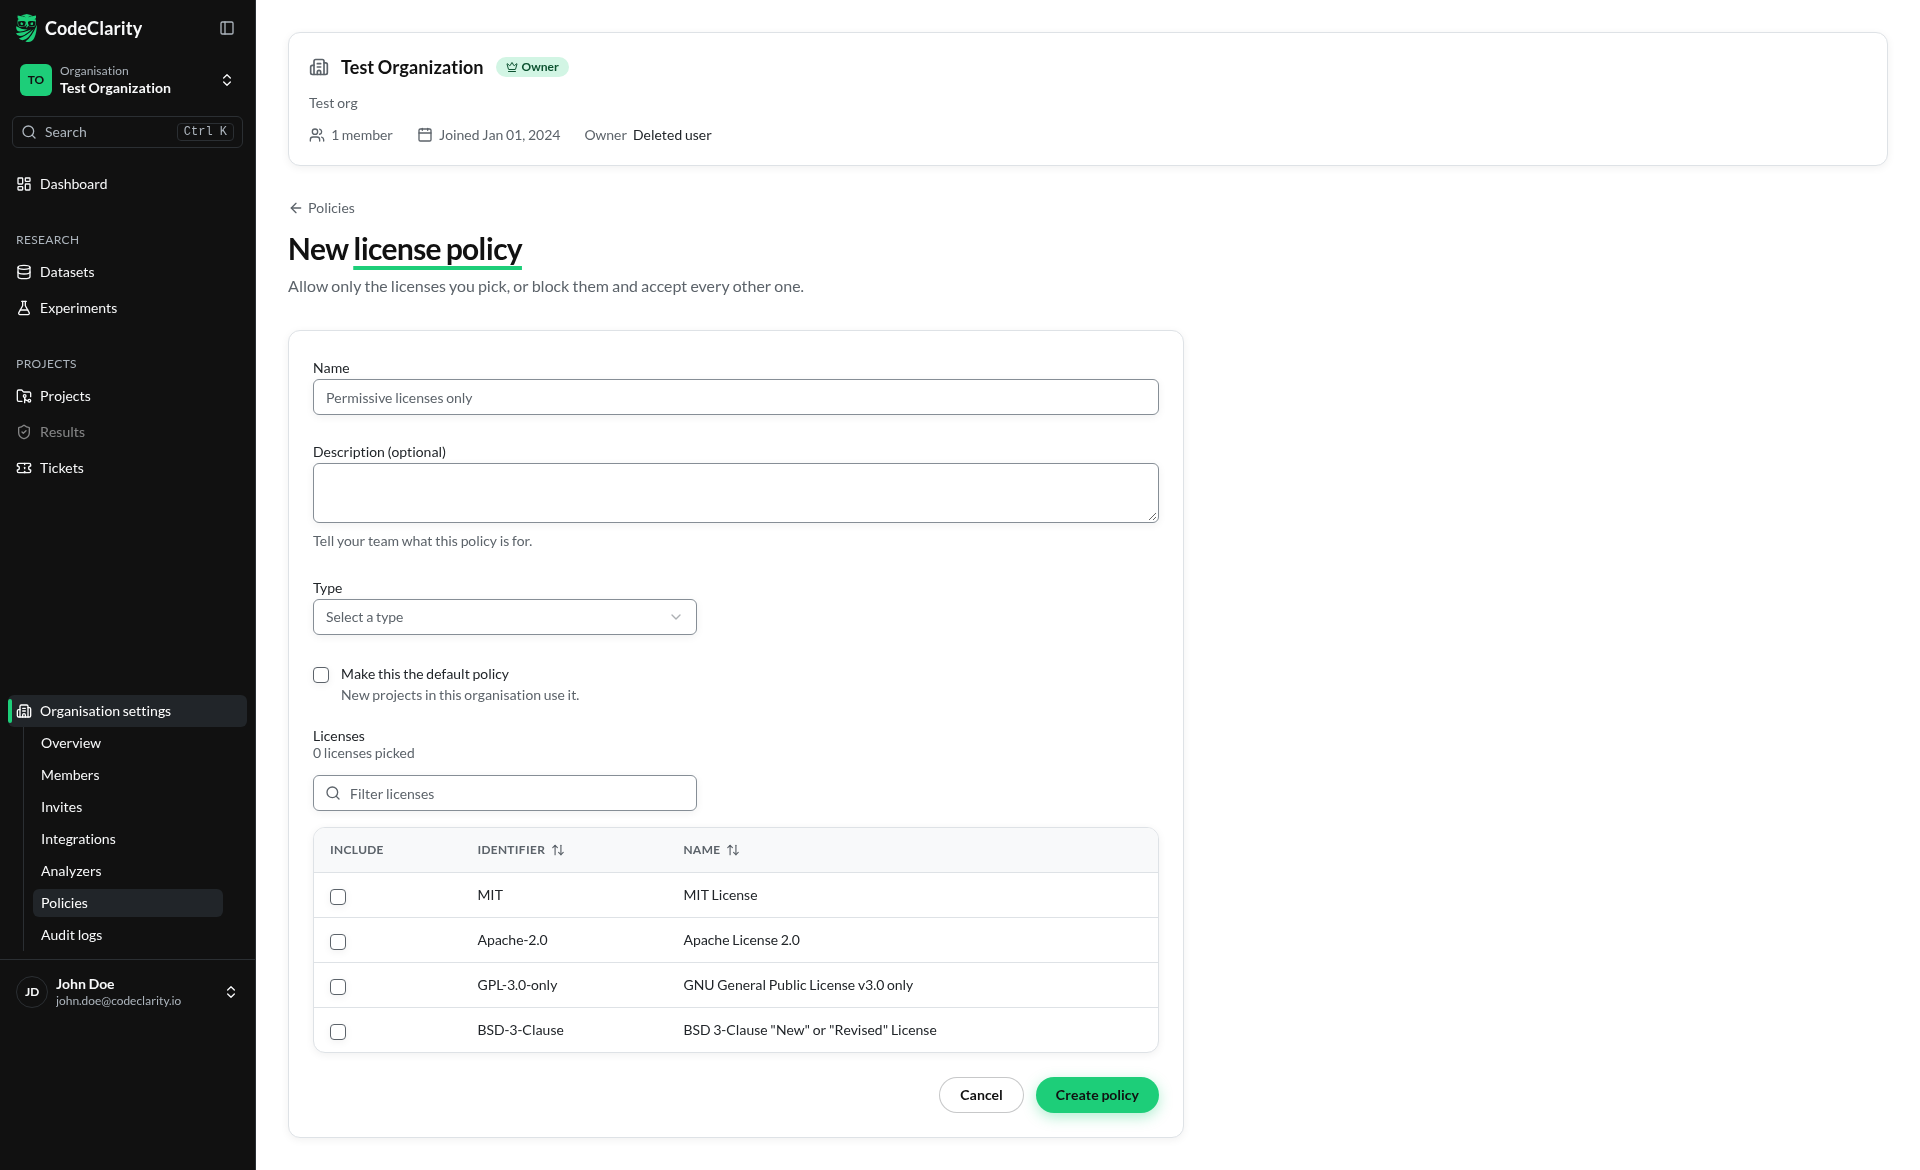 CodeClarity
TO
Organisation
Test Organization
Search
Ctrl K
Dashboard
RESEARCH
Datasets
Experiments
PROJECTS
Projects
Results
Tickets
Organisation settings
Overview
Members
Invites
Integrations
Analyzers
Policies
Audit logs
JD
John Doe
john.doe@codeclarity.io
Test Organization
Owner
Test org
1 member
Joined Jan 01, 2024
Owner Deleted user
Policies
New license policy
Allow only the licenses you pick, or block them and accept every other one.
Name
Permissive licenses only
Description (optional)
Tell your team what this policy is for.
Type
Select a type
Make this the default policy
New projects in this organisation use it.
Licenses
0 licenses picked
Filter licenses
INCLUDE IDENTIFIER NAME
MIT MIT License
Apache-2.0 Apache License 2.0
GPL-3.0-only GNU General Public License v3.0 only
BSD-3-Clause BSD 3-Clause "New" or "Revised" License
Cancel
Create policy